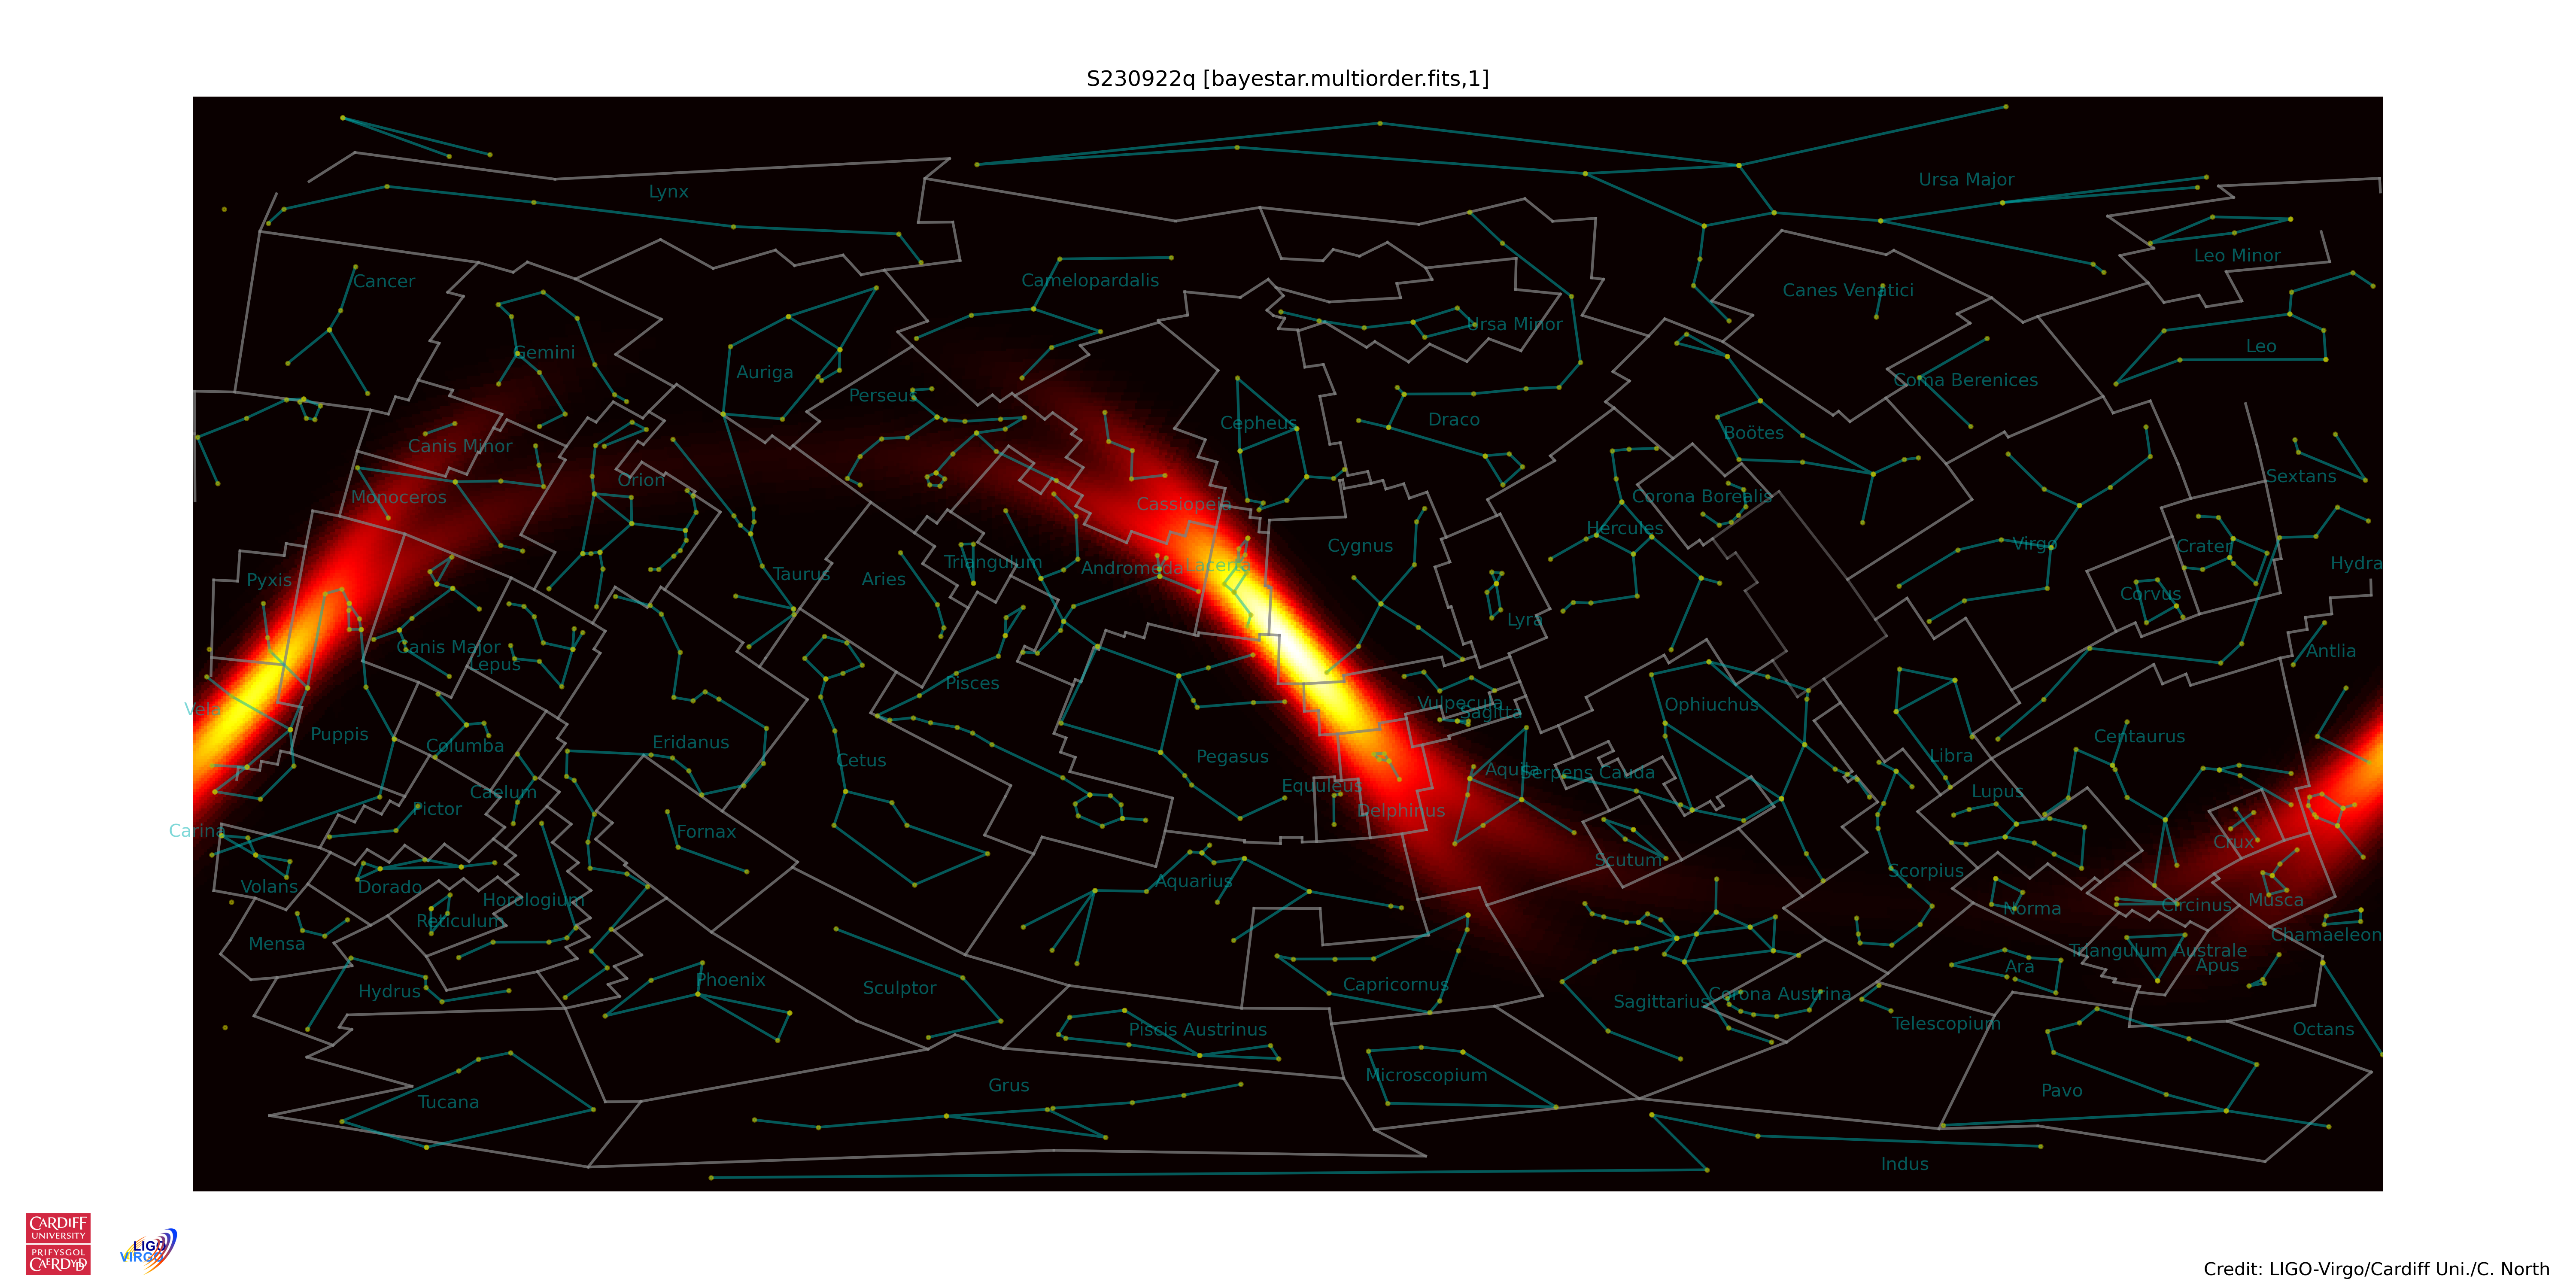 S230922q [bayestar.multiorder.fits,1]
Ursa Major
Lynx
Leo Minor
Cancer
Camelopardalis
Canes Venatici
Ursa Minor
Leo
Gemini
Auriga
Coma Berenices
Perseus
Cepheus
Draco
Boötes
Canis Minor
Sextans
Orion
Monoceros
Cassiopeia
Corona Borealis
Hercules
Cygnus
Virgo
Crater
Triangulum
Hydra
Andromeda
Lacerta
Taurus
Pyxis
Aries
Corvus
Lyra
Canis Major
Antlia
Lepus
Pisces
Vulpecula
Ophiuchus
Vela
Sagitta
Puppis
Centaurus
Eridanus
Columba
Pegasus
Libra
Cetus
Aquila
Serpens Cauda
Equuleus
Caelum
Lupus
Pictor
Delphinus
Carina
Fornax
Crux
Scutum
Scorpius
Aquarius
Volans
Dorado
Horologium
Musca
Circinus
Norma
Reticulum
Chamaeleon
Mensa
Triangulum Australe
Apus
Ara
Phoenix
Capricornus
Sculptor
Hydrus
Corona Austrina
Sagittarius
Telescopium
Piscis Austrinus
Octans
Microscopium
Grus
Pavo
Tucana
Indus
CARDIFF
UNIVERSITY
PRIFYSGOL
CAERDYDD
LIGO
VIRGO
Credit: LIGO-Virgo/Cardiff Uni./C. North